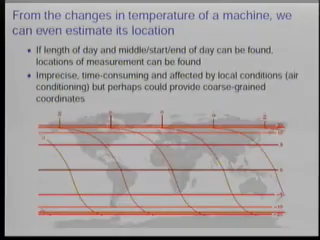 From the changes in temperature of a machine, we
can even estimate its location
If length of day and middle/start/end of day can be found,
locations of measurement can be found
Imprecise, time-consuming and affected by local conditions (air
conditioning) but perhaps could provide coarse-grained
coordinates